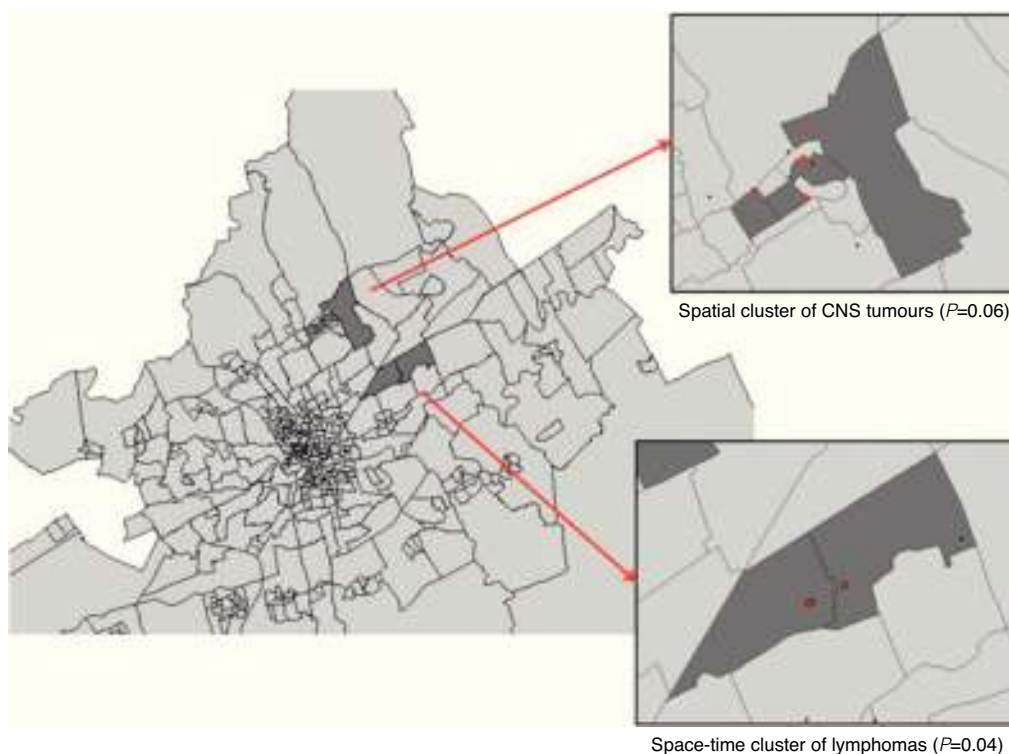 Spatial cluster of CNS tumours (P=0.06)
Space-time cluster of lymphomas (P=0.04)